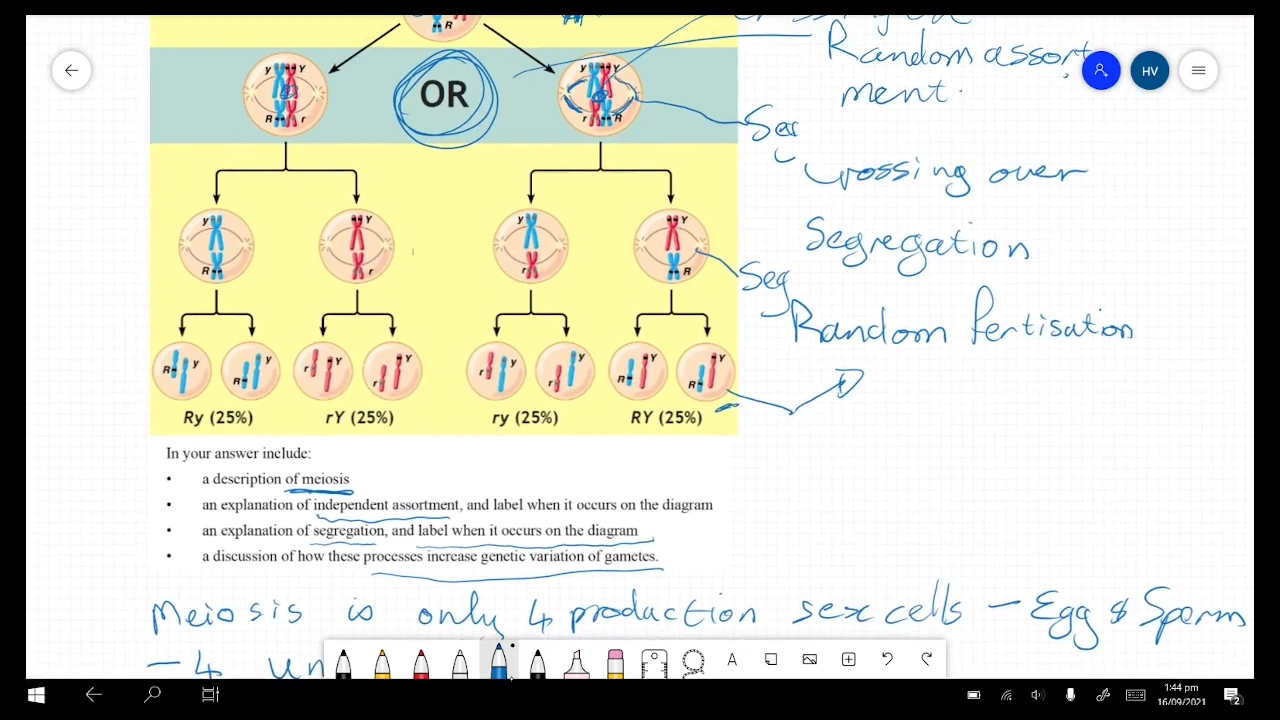 R
Random assort
ment.
HV
y Y y Y
OR
R r r R
Seg
Crossing over
y Y y Y
Segregation
R r r R
Seg
Random fertisation
R y R y r Y r Y r y r y R Y R Y
Ry (25%) rY (25%) ry (25%) RY (25%)
In your answer include:
• a description of meiosis
• an explanation of independent assortment, and label when it occurs on the diagram
• an explanation of segregation, and label when it occurs on the diagram
• a discussion of how these processes increase genetic variation of gametes.
Meiosis is only 4 production sex cells – Egg & Sperm
– 4 un
A
1:44 pm
16/09/2021
2